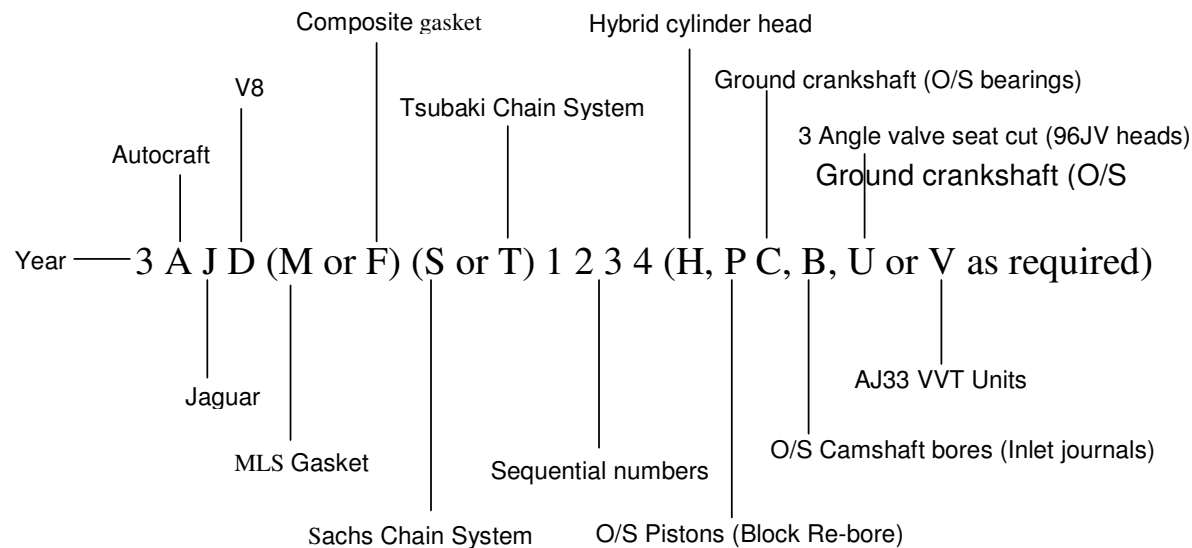 Composite gasket
Hybrid cylinder head
V8
Ground crankshaft (O/S bearings)
Tsubaki Chain System
3 Angle valve seat cut (96JV heads)
Autocraft
Ground crankshaft (O/S
Year
3 A J D (M or F) (S or T) 1 2 3 4 (H, P C, B, U or V as required)
Jaguar
AJ33 VVT Units
MLS Gasket
Sequential numbers
O/S Camshaft bores (Inlet journals)
Sachs Chain System
O/S Pistons (Block Re-bore)